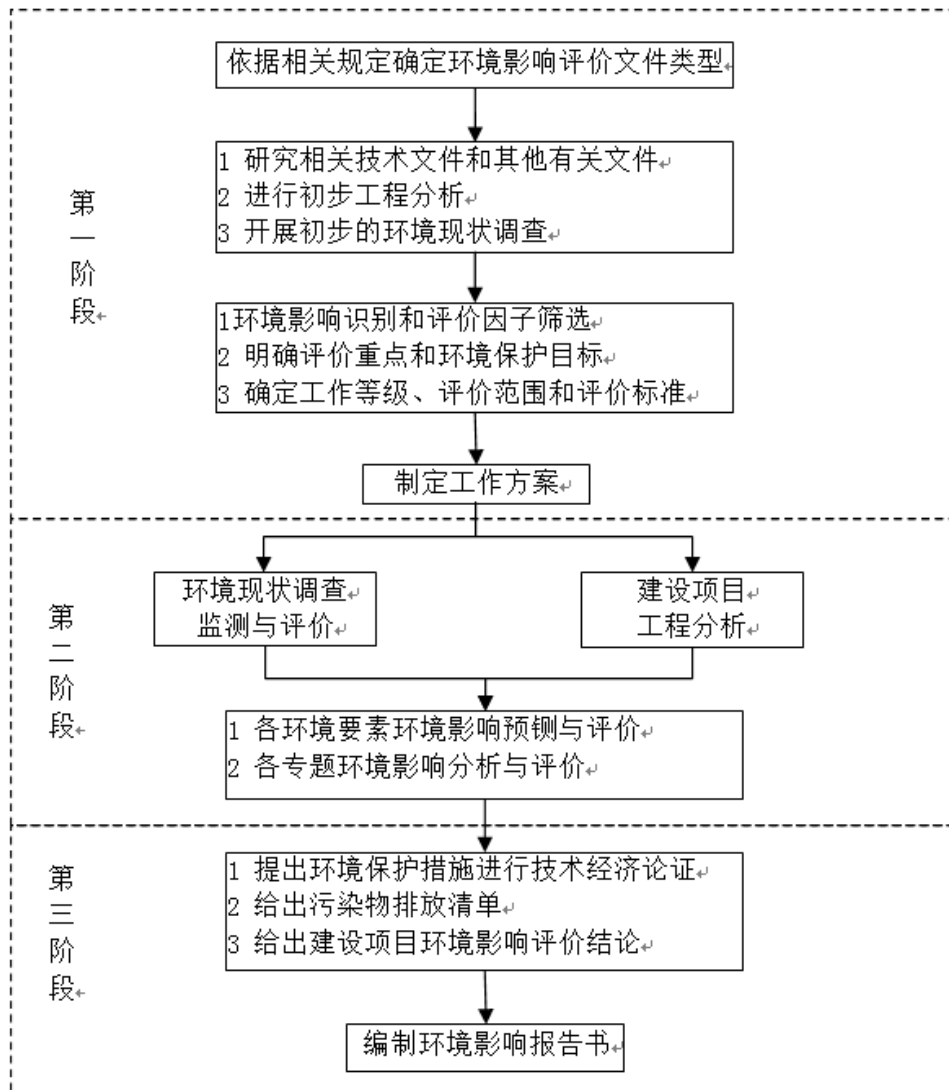 依据相关规定确定环境影响评价文件类型
1 研究相关技术文件和其他有关文件
2 进行初步工程分析
3 开展初步的环境现状调查
第一阶段
1环境影响识别和评价因子筛选
2 明确评价重点和环境保护目标
3 确定工作等级、评价范围和评价标准
制定工作方案
环境现状调查
监测与评价
建设项目
工程分析
第二阶段
1 各环境要素环境影响预铡与评价
2 各专题环境影响分析与评价
第三阶段
1 提出环境保护措施进行技术经济论证
2 给出污染物排放清单
3 给出建设项目环境影响评价结论
编制环境影响报告书